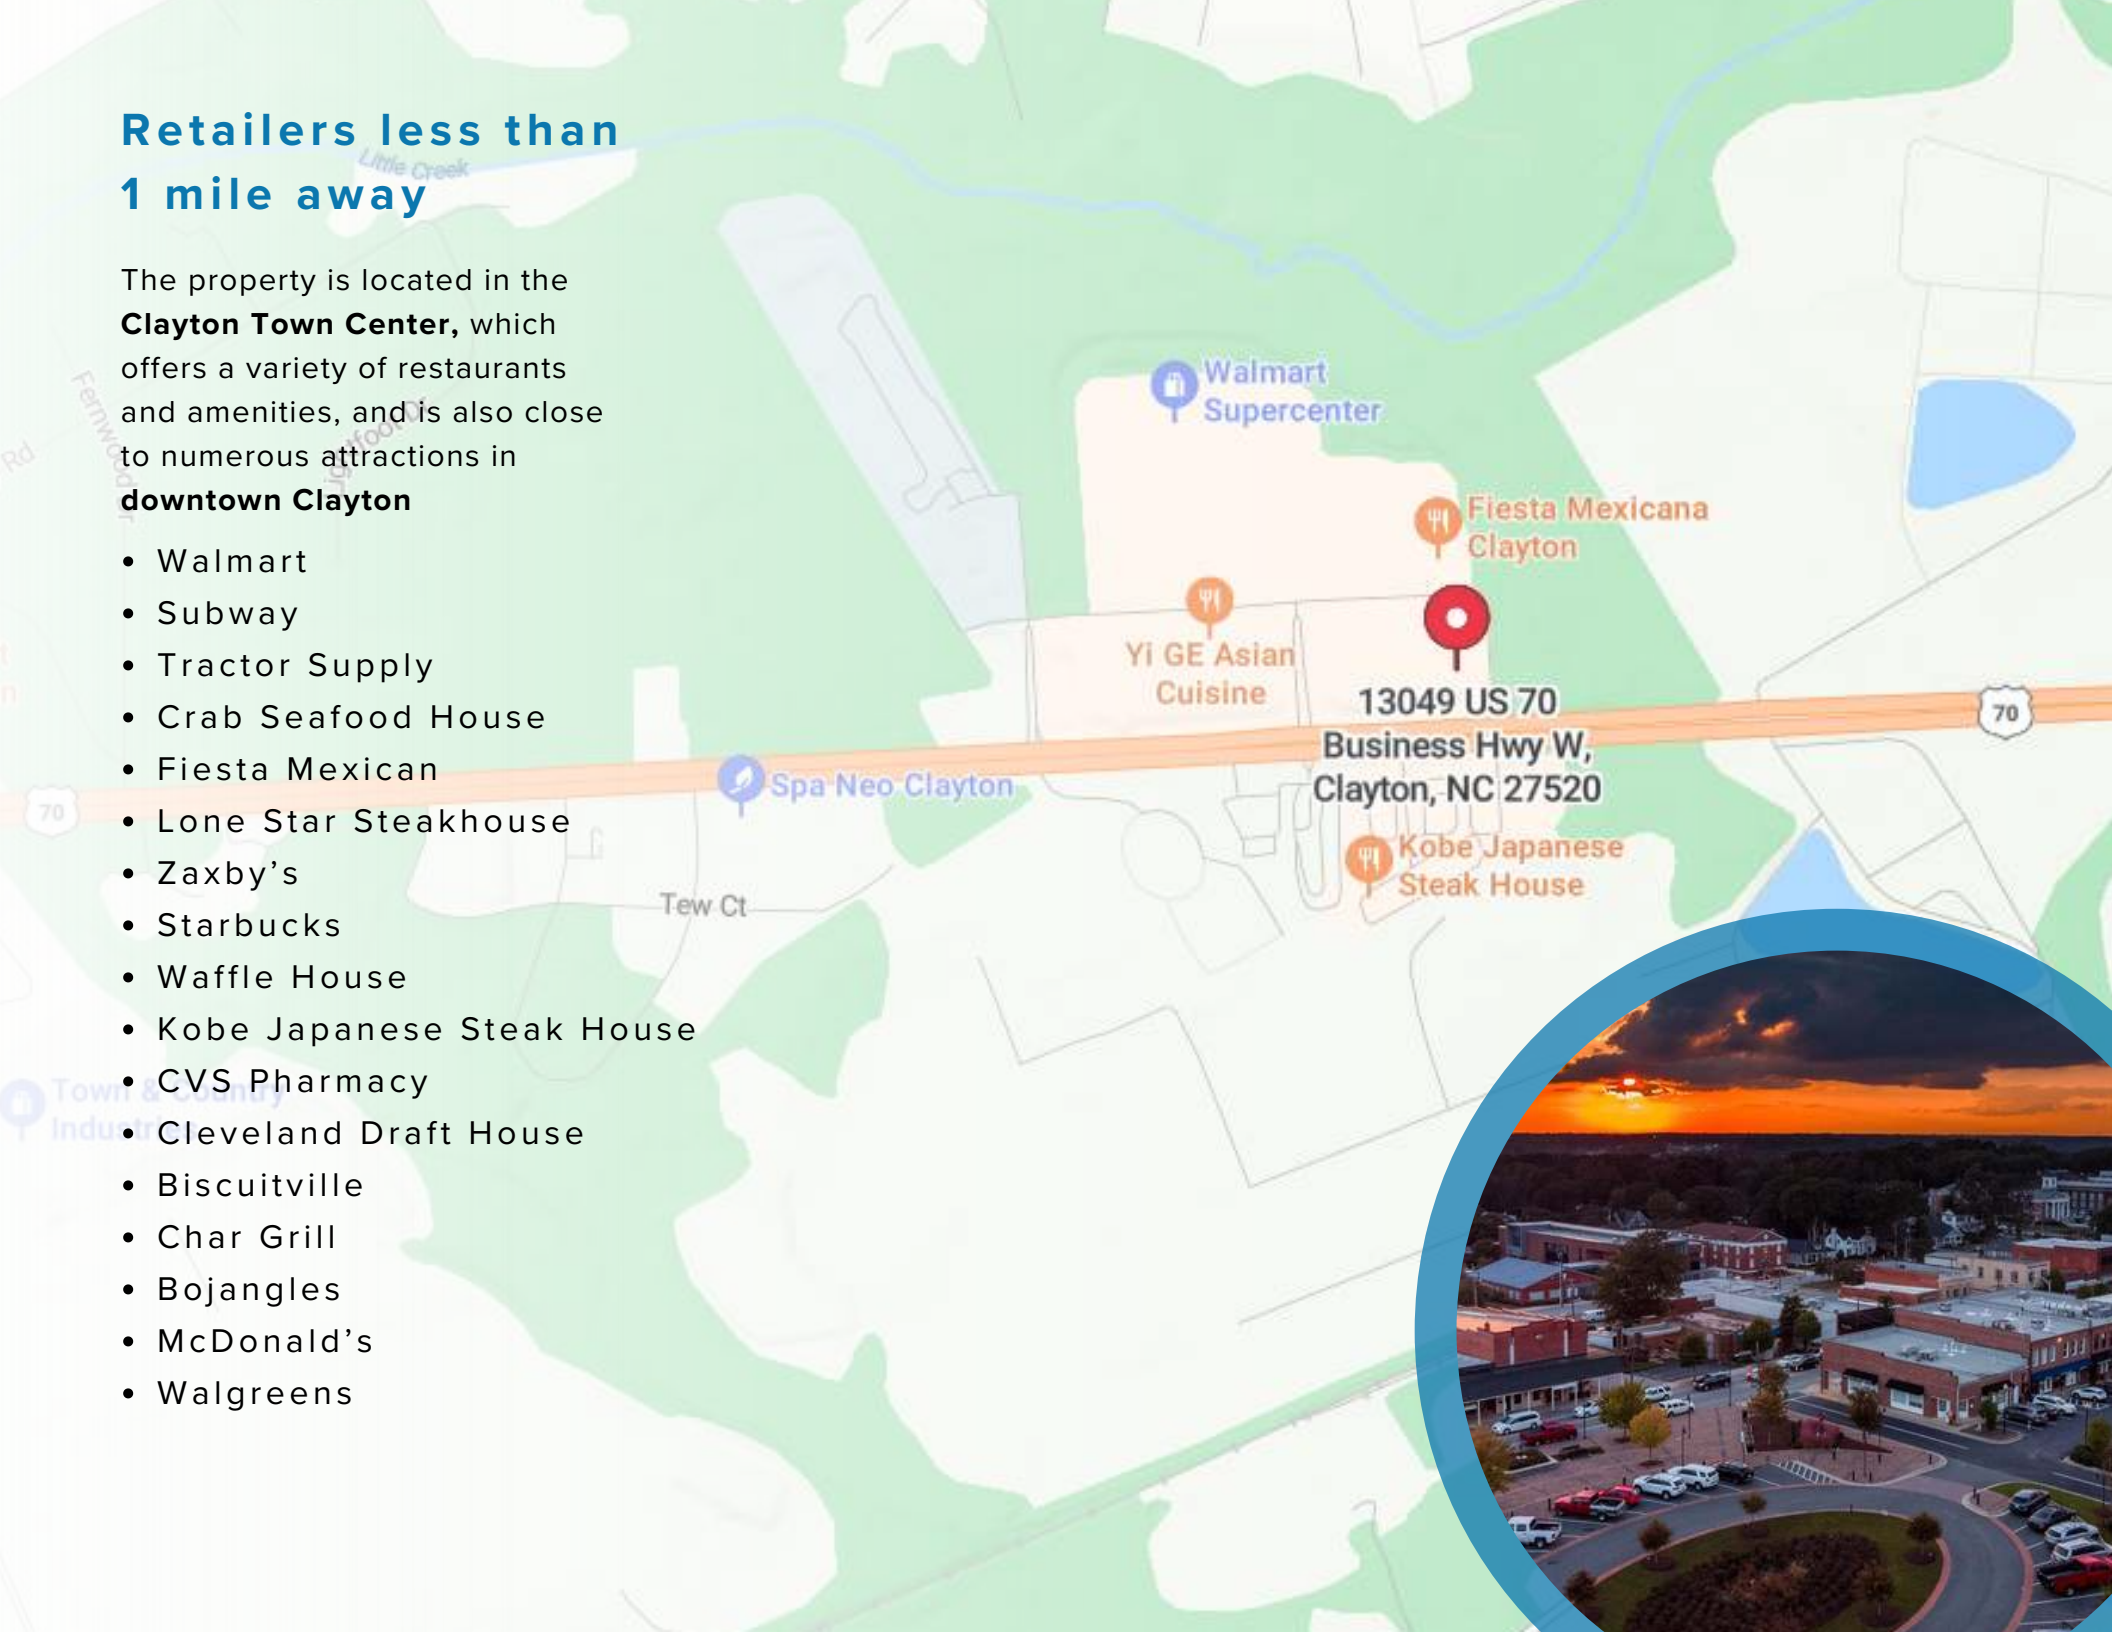 Retailers less than
1 mile away
The property is located in the
Clayton Town Center, which
offers a variety of restaurants
and amenities, and is also close
to numerous attractions in
downtown Clayton
• Walmart
• Subway
• Tractor Supply
• Crab Seafood House
• Fiesta Mexican
• Lone Star Steakhouse
• Zaxby’s
• Starbucks
• Waffle House
• Kobe Japanese Steak House
• CVS Pharmacy
• Cleveland Draft House
• Biscuitville
• Char Grill
• Bojangles
• McDonald’s
• Walgreens
Little Creek
Rd
70
Town & Country
Industries
Walmart
Supercenter
Fiesta Mexicana
Clayton
Yi GE Asian
Cuisine
13049 US 70
Business Hwy W,
Clayton, NC 27520
70
Spa Neo Clayton
Kobe Japanese
Steak House
Tew Ct